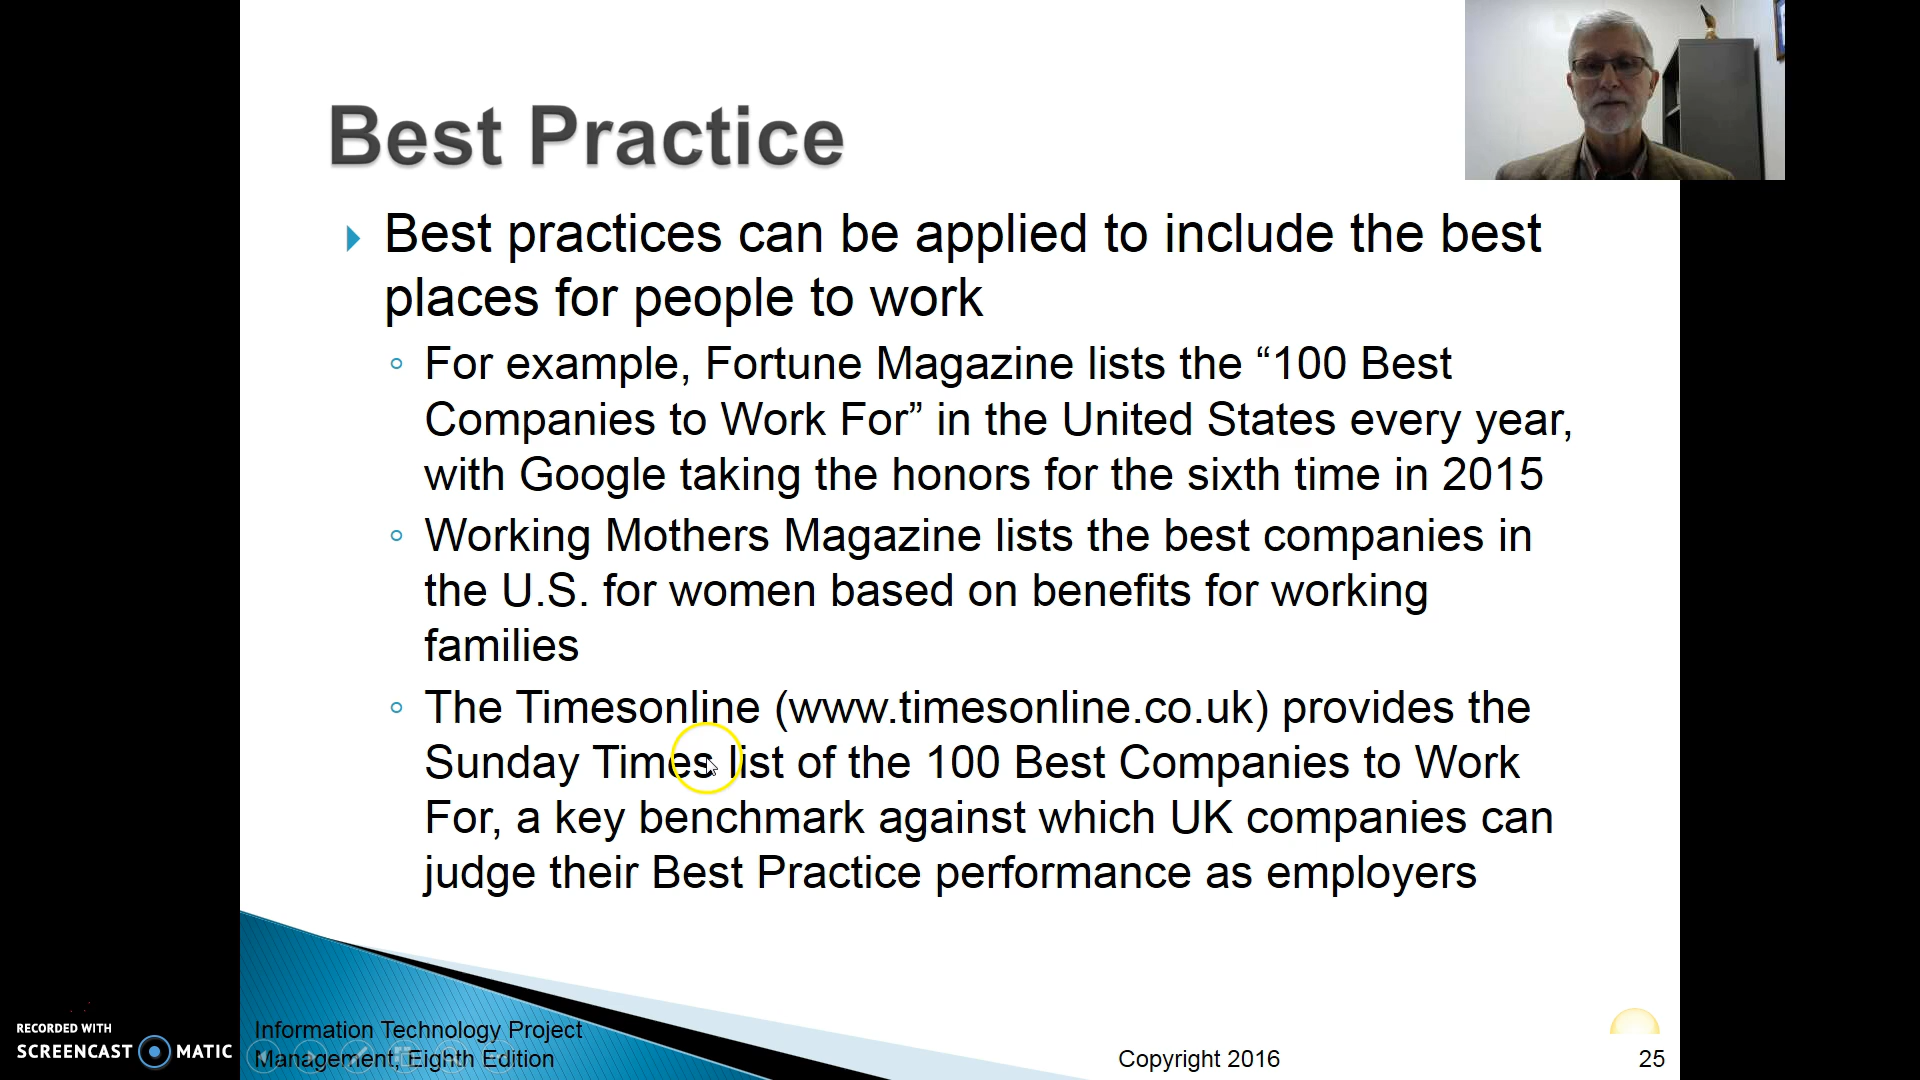 Best Practice
Best practices can be applied to include the best
places for people to work
For example, Fortune Magazine lists the “100 Best
Companies to Work For” in the United States every year,
with Google taking the honors for the sixth time in 2015
Working Mothers Magazine lists the best companies in
the U.S. for women based on benefits for working
families
The Timesonline (www.timesonline.co.uk) provides the
Sunday Times list of the 100 Best Companies to Work
For, a key benchmark against which UK companies can
judge their Best Practice performance as employers
RECORDED WITH
SCREENCAST MATIC
Information Technology Project
Management, Eighth Edition
Copyright 2016
25